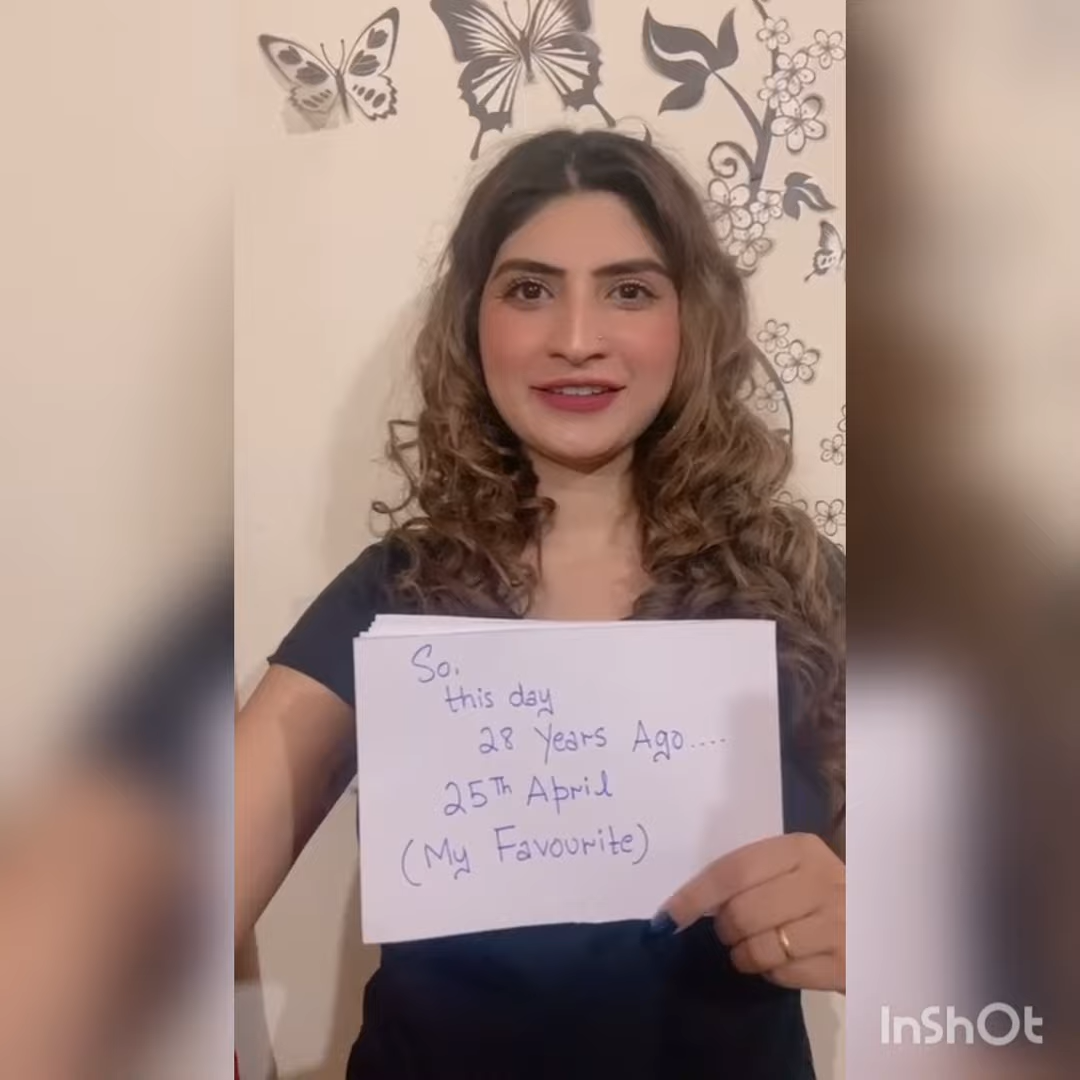 So,
this day
28 Years Ago....
25Th April
(My Favourite)
InShOt